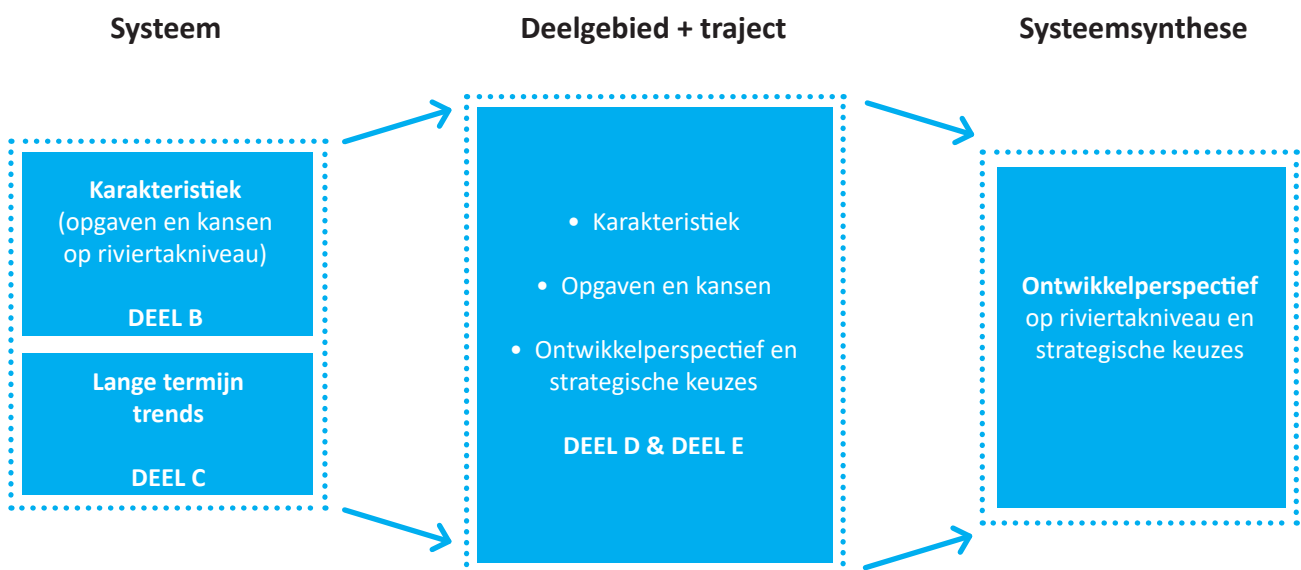 Systeem
Karakteristiek
(opgaven en kansen
op riviertakniveau)
DEEL B
Lange termijn
trends
DEEL C
Deelgebied + traject
• Karakteristiek
• Opgaven en kansen
• Ontwikkelperspectief en
strategische keuzes
DEEL D & DEEL E
Systeemsynthese
Ontwikkelperspectief
op riviertakniveau en
strategische keuzes